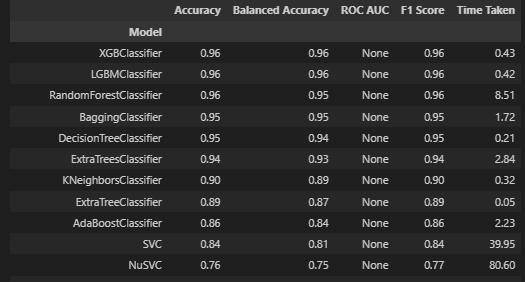 Accuracy Balanced Accuracy ROC AUC F1 Score Time Taken
Model
XGBClassifier 0.96 0.96 None 0.96 0.43
LGBMClassifier 0.96 0.96 None 0.96 0.42
RandomForestClassifier 0.96 0.95 None 0.96 8.51
BaggingClassifier 0.95 0.95 None 0.95 1.72
DecisionTreeClassifier 0.95 0.94 None 0.95 0.21
ExtraTreesClassifier 0.94 0.93 None 0.94 2.84
KNeighborsClassifier 0.90 0.89 None 0.90 0.32
ExtraTreeClassifier 0.89 0.87 None 0.89 0.05
AdaBoostClassifier 0.86 0.84 None 0.86 2.23
SVC 0.84 0.81 None 0.84 39.95
NuSVC 0.76 0.75 None 0.77 80.60